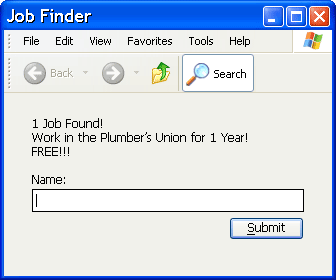 Job Finder
File Edit View Favorites Tools Help
Back Search
1 Job Found!
Work in the Plumber's Union for 1 Year!
FREE!!!
Name:
Submit